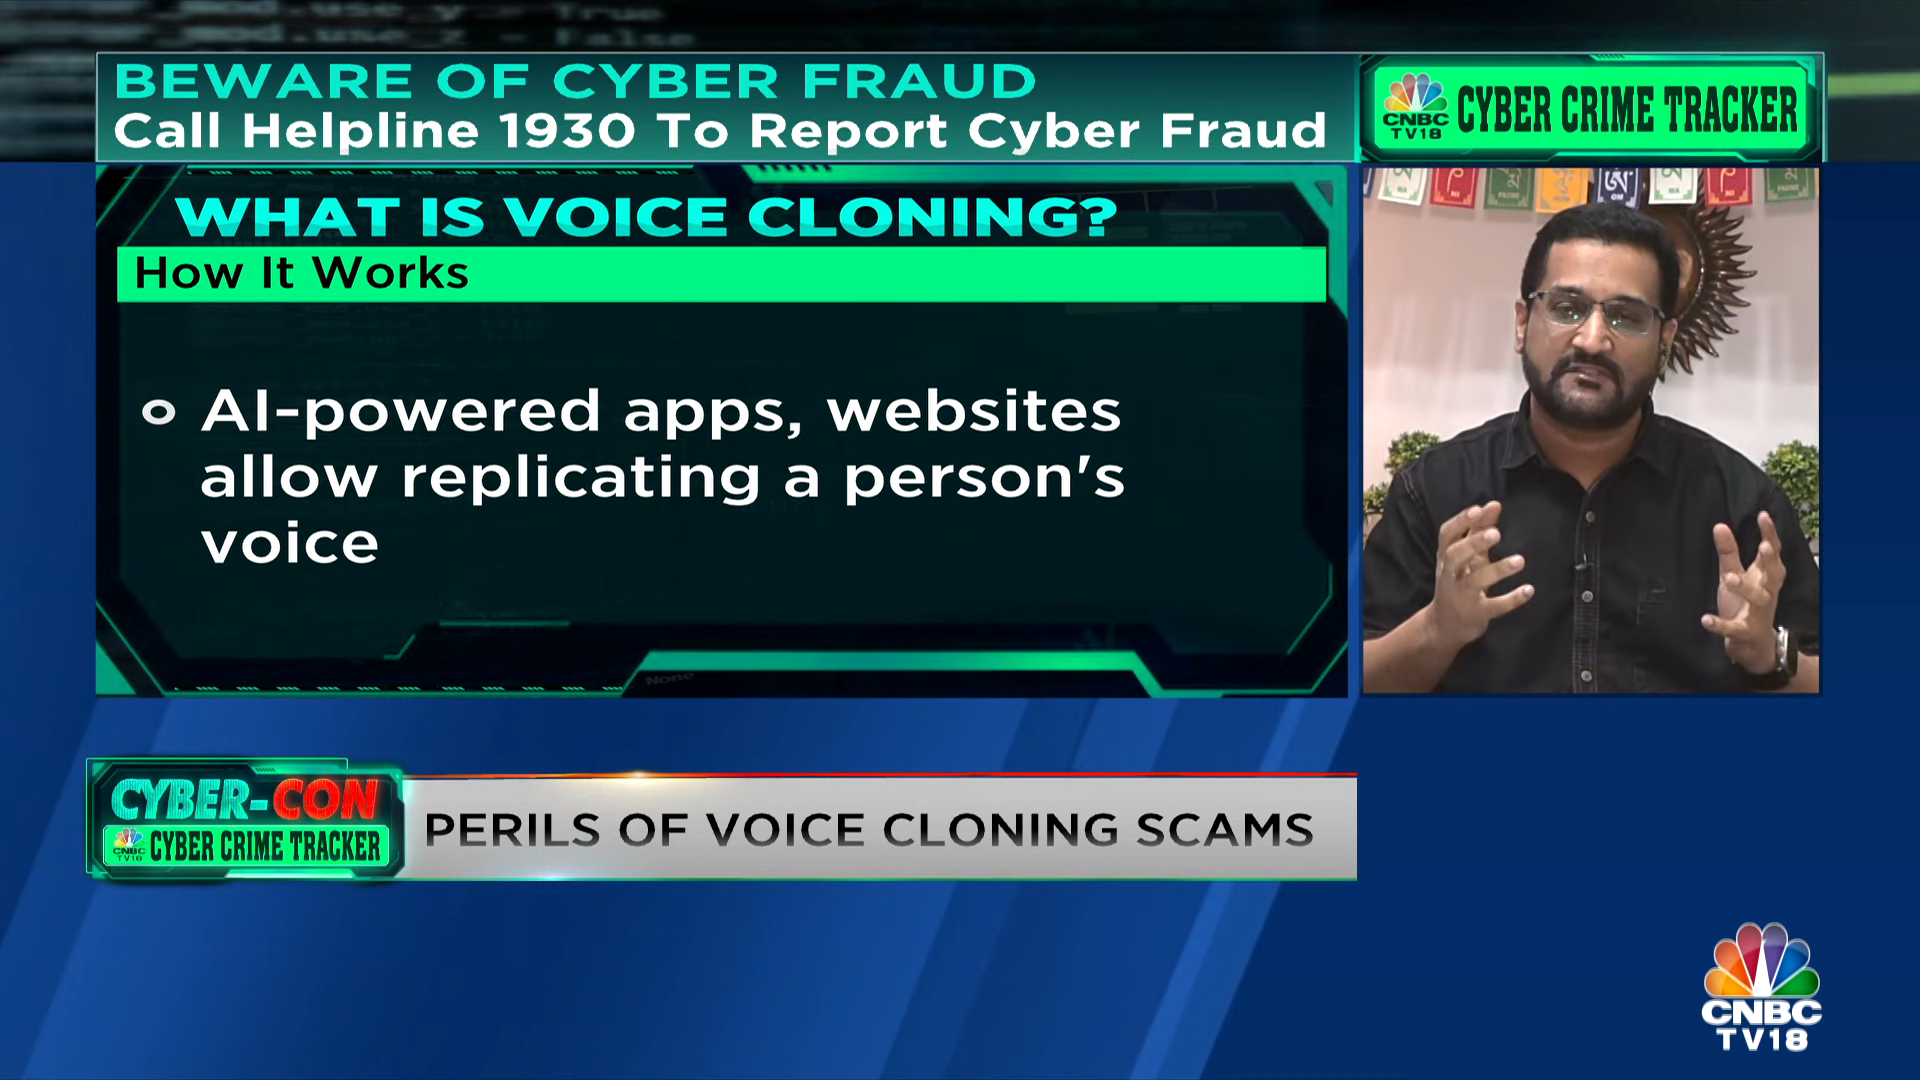 BEWARE OF CYBER FRAUD
Call Helpline 1930 To Report Cyber Fraud
CNBC
TV18
CYBER CRIME TRACKER
WHAT IS VOICE CLONING?
How It Works
o AI-powered apps, websites
allow replicating a person's
voice
None
CYBER-CON
CNBC
TV18
CYBER CRIME TRACKER
PERILS OF VOICE CLONING SCAMS
CNBC
TV18